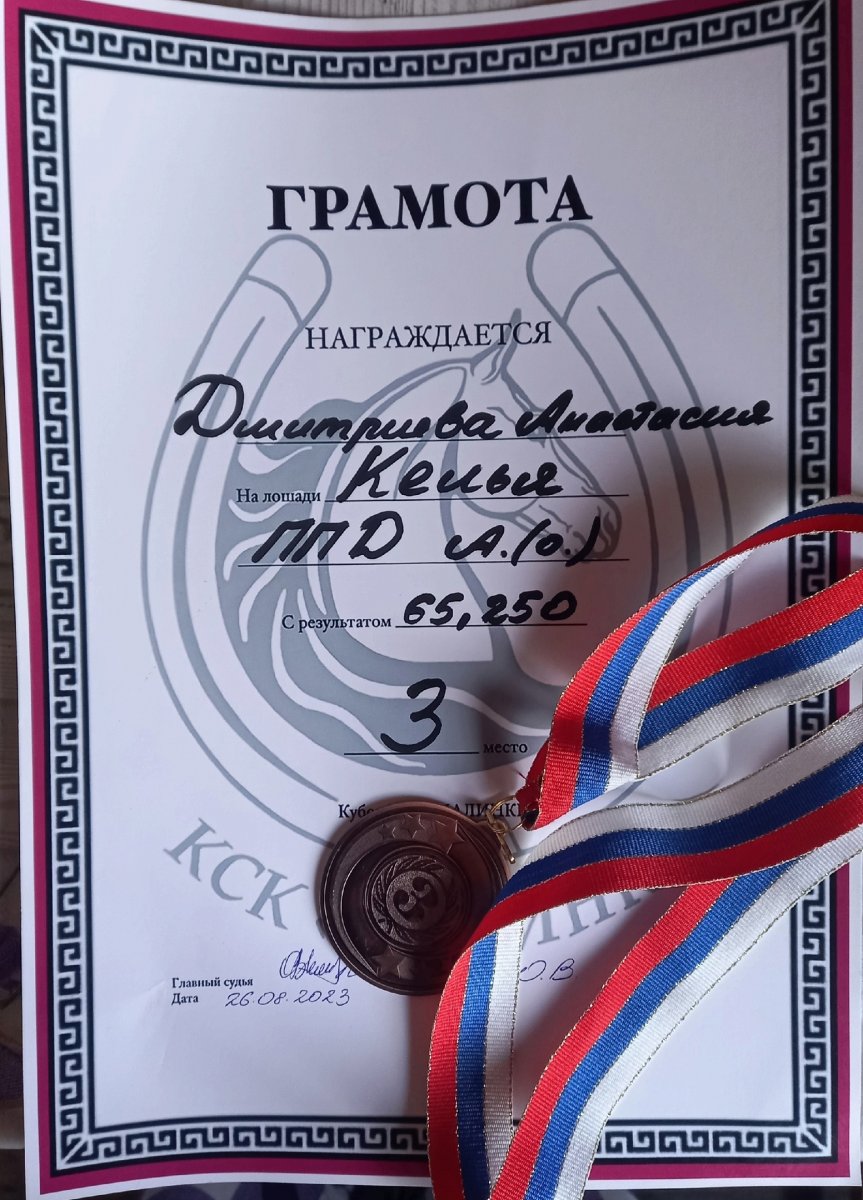 ГРАМОТА
НАГРАЖДАЕТСЯ
Дмитриева Анастасия
На лошади Келья
ППД А.(о.)
С результатом 65,250
3 место
КСК
3
Главный судья Ю.В.
Дата 26.08.2023